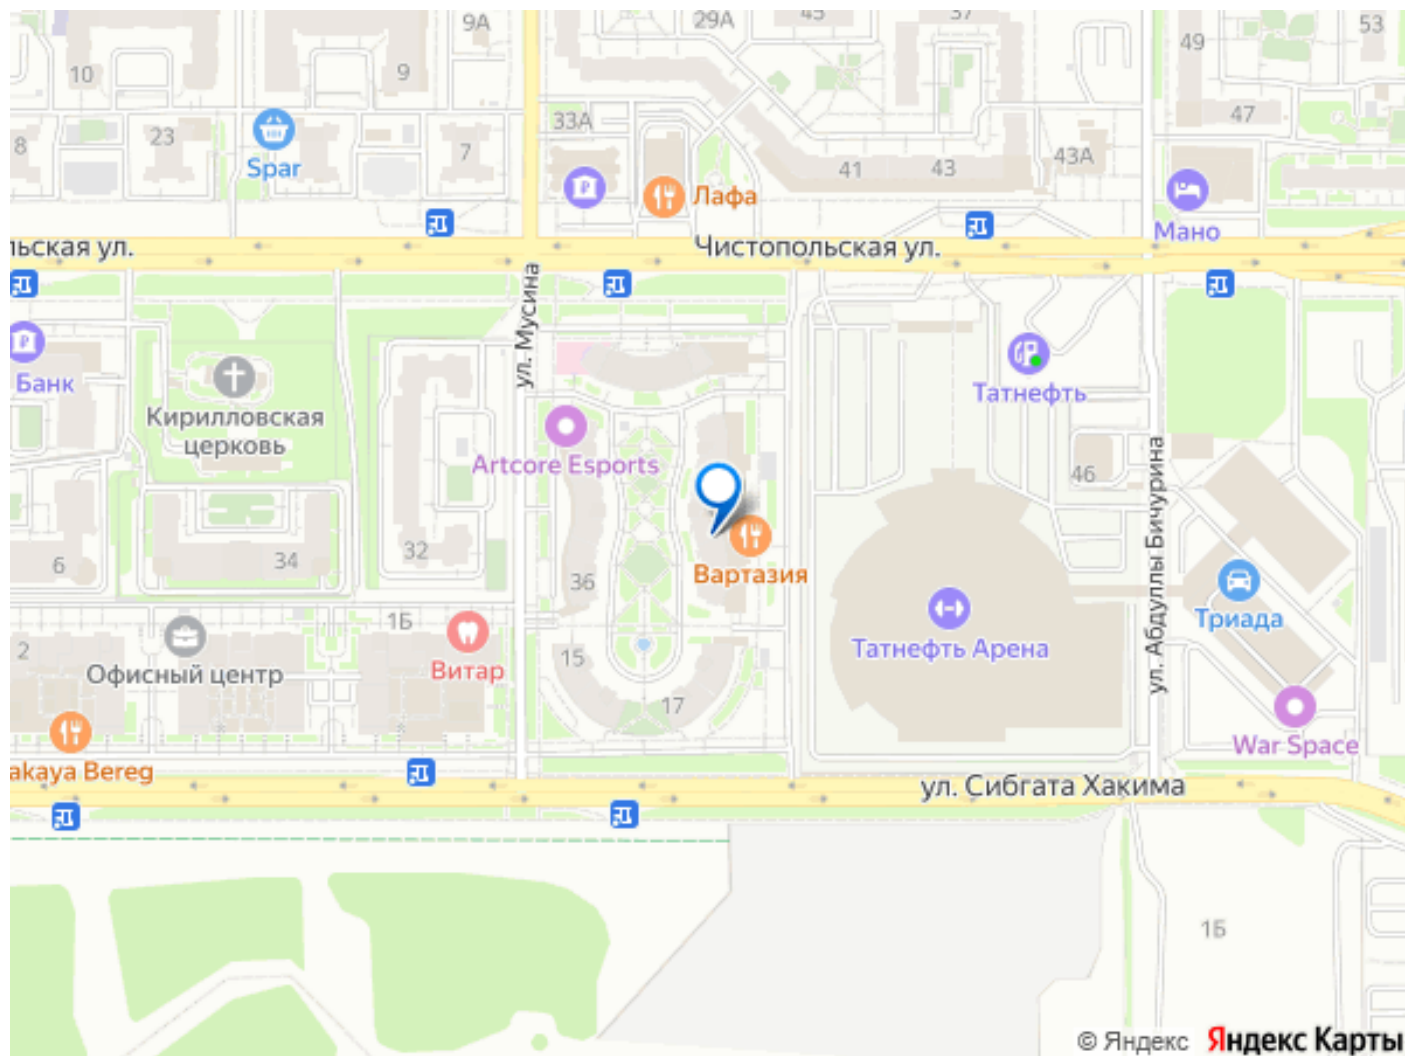 29А
45
37
9А
53
49
10
9
47
33А
23
8
7
43А
41
43
Spar
Лафа
Мано
льская ул.
Чистопольская ул.
ул. Мусина
Банк
Татнефть
Кирилловская
церковь
Artcore Esports
46
ул. Абдуллы Бичурина
6
34
32
36
Вартазия
Триада
1Б
2
Витар
Офисный центр
15
Татнефть Арена
17
War Space
akaya Bereg
ул. Сибгата Хакима
1Б
© Яндекс Яндекс Карты